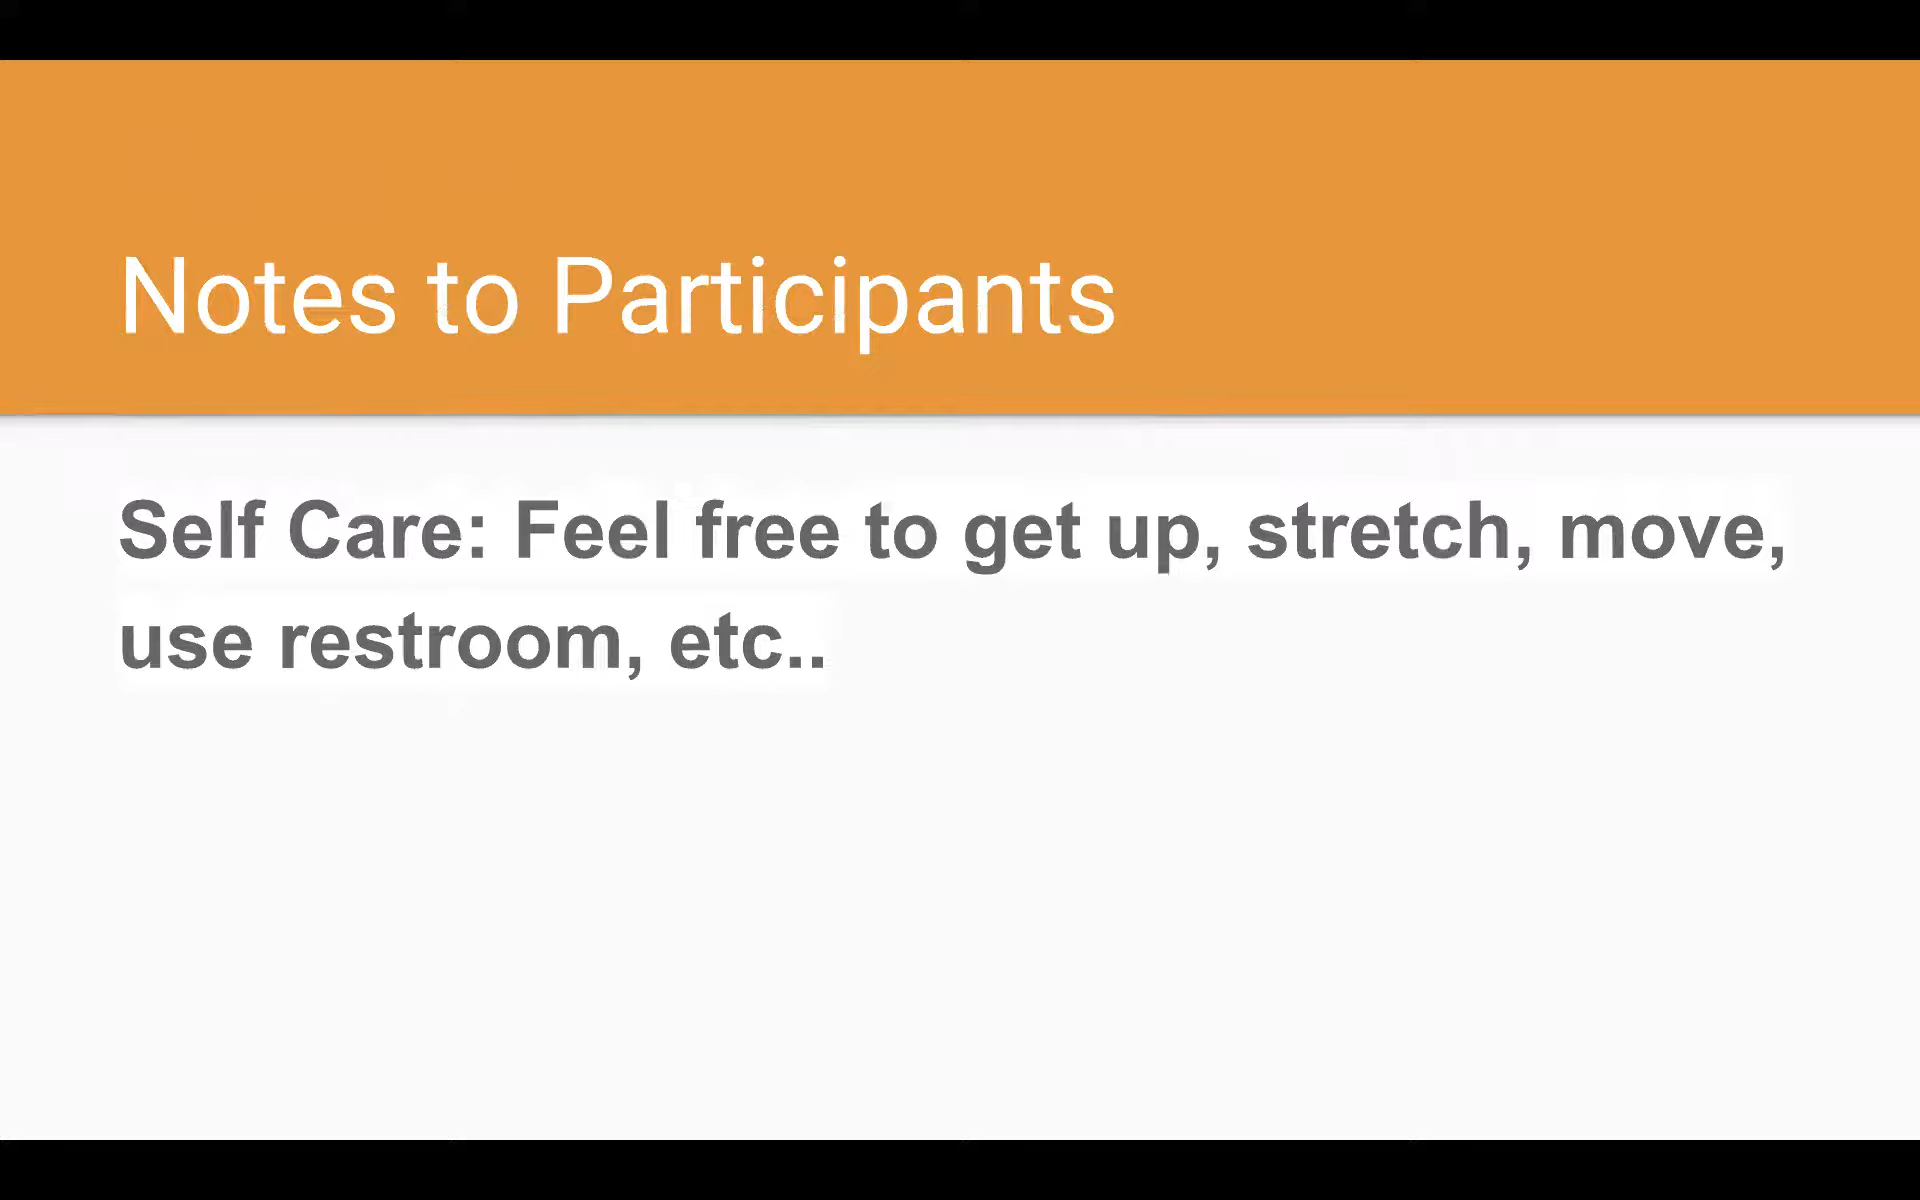 Notes to Participants
Self Care: Feel free to get up, stretch, move,
use restroom, etc..